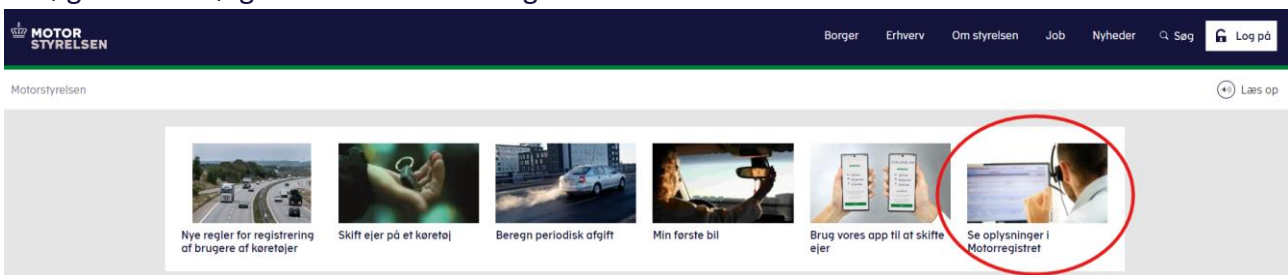 MOTOR
STYRELSEN
Borger Erhverv Om styrelsen Job Nyheder Søg Log på
Motorstyrelsen
Læs op
Nye regler for registrering
af brugere af køretøjer
Skift ejer på et køretøj
Beregn periodisk afgift
Min første bil
Brug vores app til at skifte
ejer
Se oplysninger i
Motorregistret